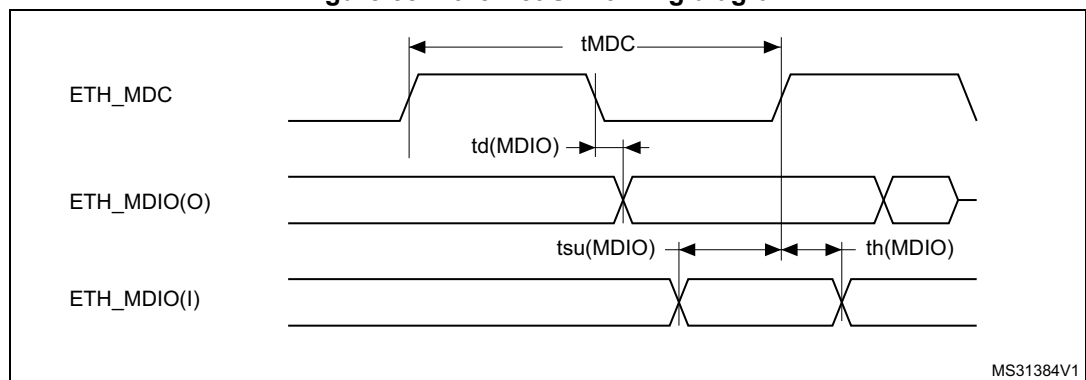 tMDC
ETH_MDC
td(MDIO)
ETH_MDIO(O)
tsu(MDIO)
th(MDIO)
ETH_MDIO(I)
MS31384V1